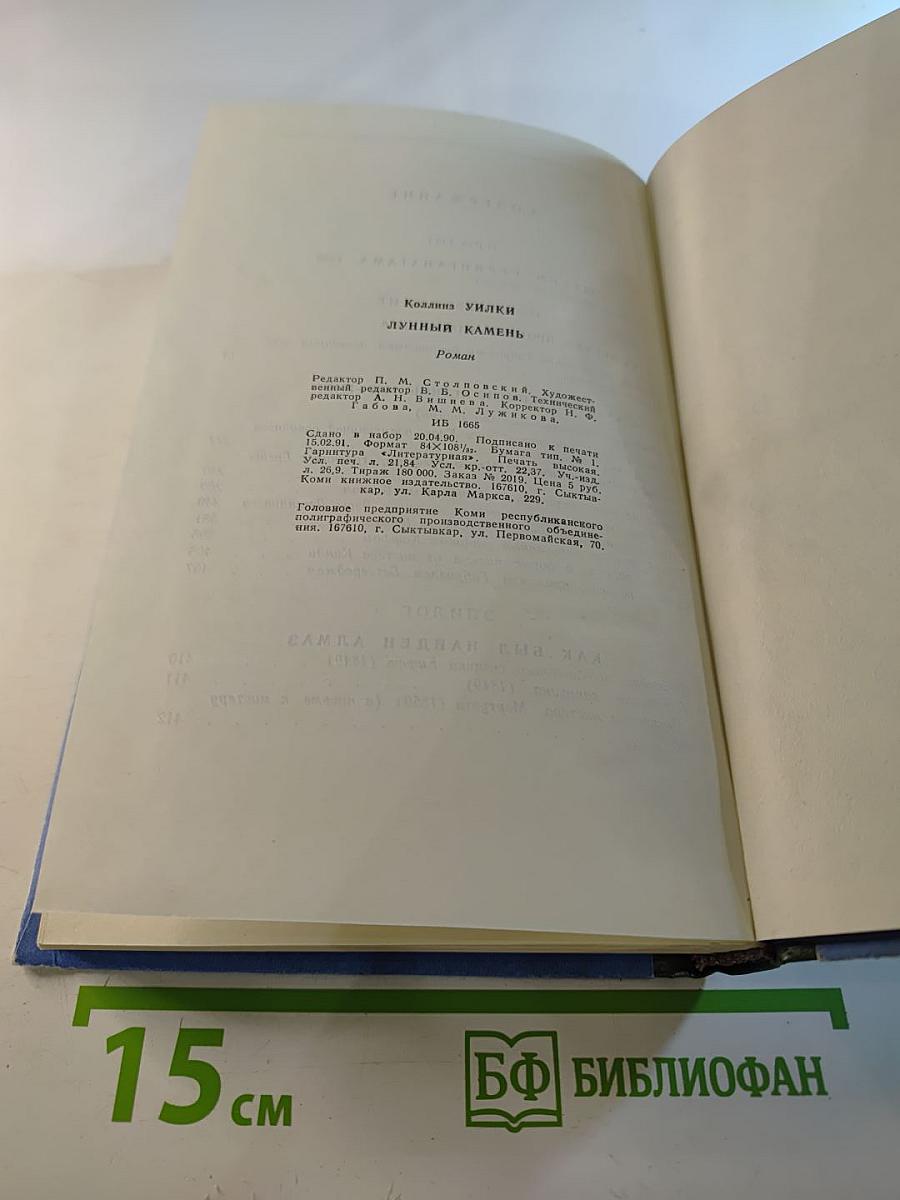 Коллинз УИЛКИ
ЛУННЫЙ КАМЕНЬ
Роман
Редактор П. М. Столповский. Художест-
венный редактор В. Б. Осипов. Технический
редактор А. Н. Вишнева. Корректор Н. Ф.
Габова, М. М. Лужикова.
ИБ 1665
Сдано в набор 20.04.90. Подписано к печати
15.02.91. Формат 84×108¹/₃₂. Бумага тип. № 1.
Гарнитура «Литературная». Печать высокая.
Усл. печ. л. 21,84 Усл. кр.-отт. 22,37. Уч.-изд.
л. 26,9. Тираж 180 000. Заказ № 2019. Цена 5 руб.
Коми книжное издательство. 167610, г. Сыктыв-
кар, ул. Карла Маркса, 229.
Головное предприятие Коми республиканского
полиграфического производственного объедине-
ния. 167610, г. Сыктывкар, ул. Первомайская, 70.
15 см
БФ БИБЛИОФАН